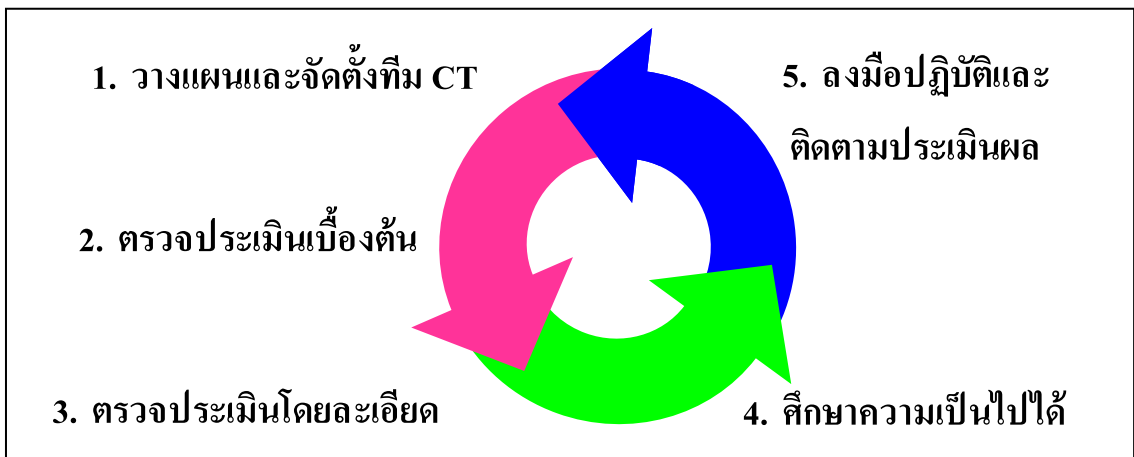 1. วางแผนและจัดตั้งทีม CT
2. ตรวจประเมินเบื้องต้น
3. ตรวจประเมินโดยละเอียด
4. ศึกษาความเป็นไปได้
5. ลงมือปฏิบัติและ
ติดตามประเมินผล